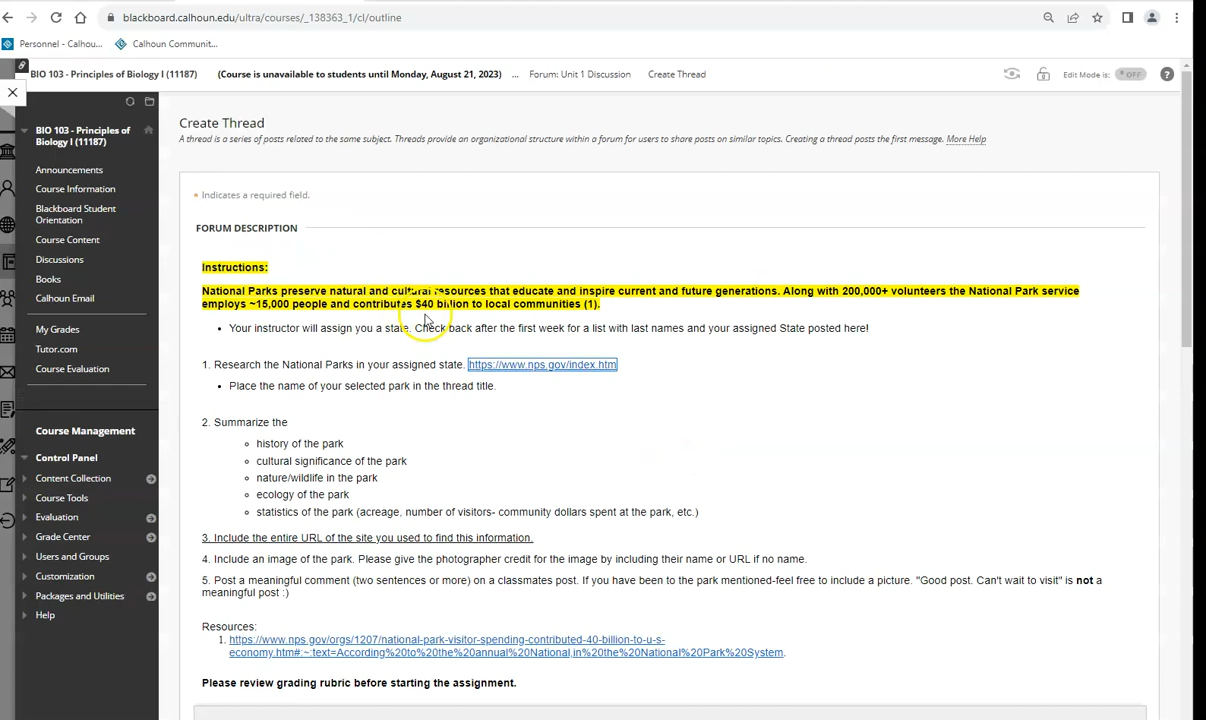 blackboard.calhoun.edu/ultra/courses/_138363_1/cl/outline
Personnel - Calhou... Calhoun Communit...
BIO 103 - Principles of Biology I (11187) (Course is unavailable to students until Monday, August 21, 2023) ... Forum: Unit 1 Discussion Create Thread Edit Mode is: OFF ?
BIO 103 - Principles of
Biology I (11187)
Announcements
Course Information
Blackboard Student
Orientation
Course Content
Discussions
Books
Calhoun Email
My Grades
Tutor.com
Course Evaluation
Course Management
Control Panel
Content Collection
Course Tools
Evaluation
Grade Center
Users and Groups
Customization
Packages and Utilities
Help
Create Thread
A thread is a series of posts related to the same subject. Threads provide an organizational structure within a forum for users to share posts on similar topics. Creating a thread posts the first message. More Help
* Indicates a required field.
FORUM DESCRIPTION
Instructions:
National Parks preserve natural and cultural resources that educate and inspire current and future generations. Along with 200,000+ volunteers the National Park service
employs ~15,000 people and contributes $40 billion to local communities (1).
• Your instructor will assign you a state. Check back after the first week for a list with last names and your assigned State posted here!
1. Research the National Parks in your assigned state. https://www.nps.gov/index.htm
• Place the name of your selected park in the thread title.
2. Summarize the
◦ history of the park
◦ cultural significance of the park
◦ nature/wildlife in the park
◦ ecology of the park
◦ statistics of the park (acreage, number of visitors- community dollars spent at the park, etc.)
3. Include the entire URL of the site you used to find this information.
4. Include an image of the park. Please give the photographer credit for the image by including their name or URL if no name.
5. Post a meaningful comment (two sentences or more) on a classmates post. If you have been to the park mentioned-feel free to include a picture. "Good post. Can't wait to visit" is not a
meaningful post :)
Resources:
1. https://www.nps.gov/orgs/1207/national-park-visitor-spending-contributed-40-billion-to-u-s-
economy.htm#:~:text=According%20to%20the%20annual%20National,in%20the%20National%20Park%20System.
Please review grading rubric before starting the assignment.